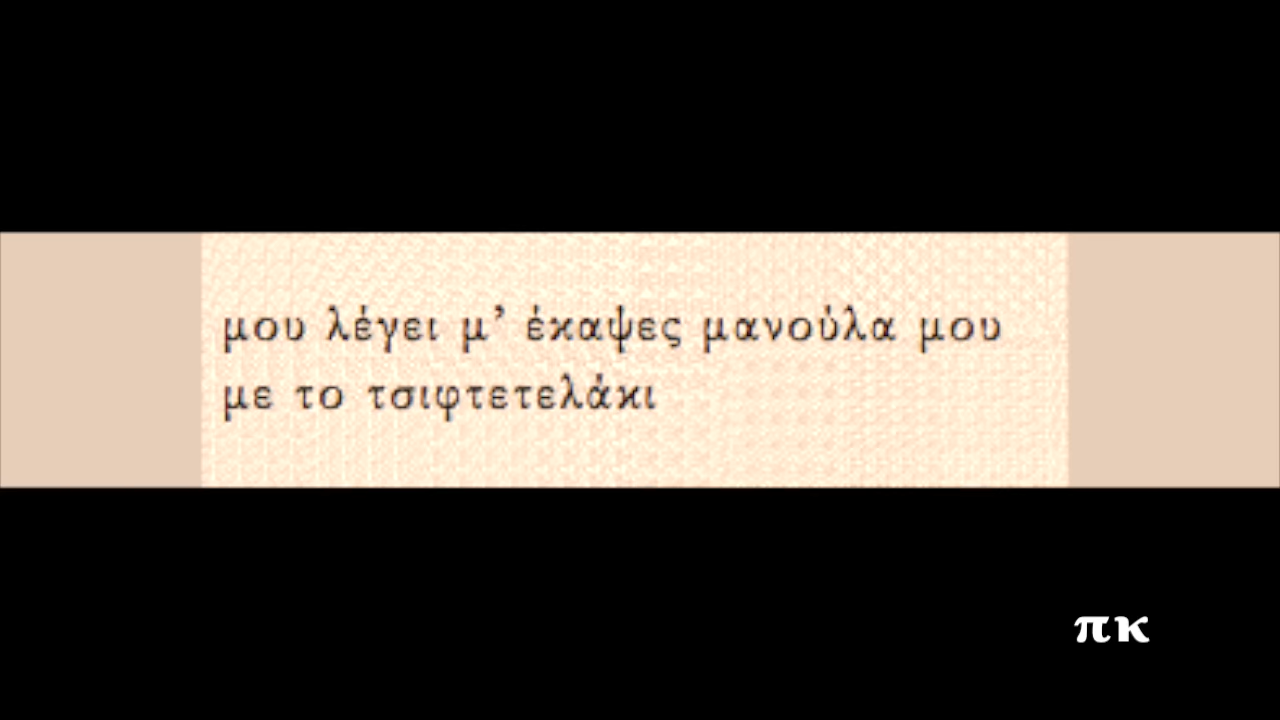 μου λέγει μ’ έκαψες μανούλα μου
με το τσιφτετελάκι
πκ